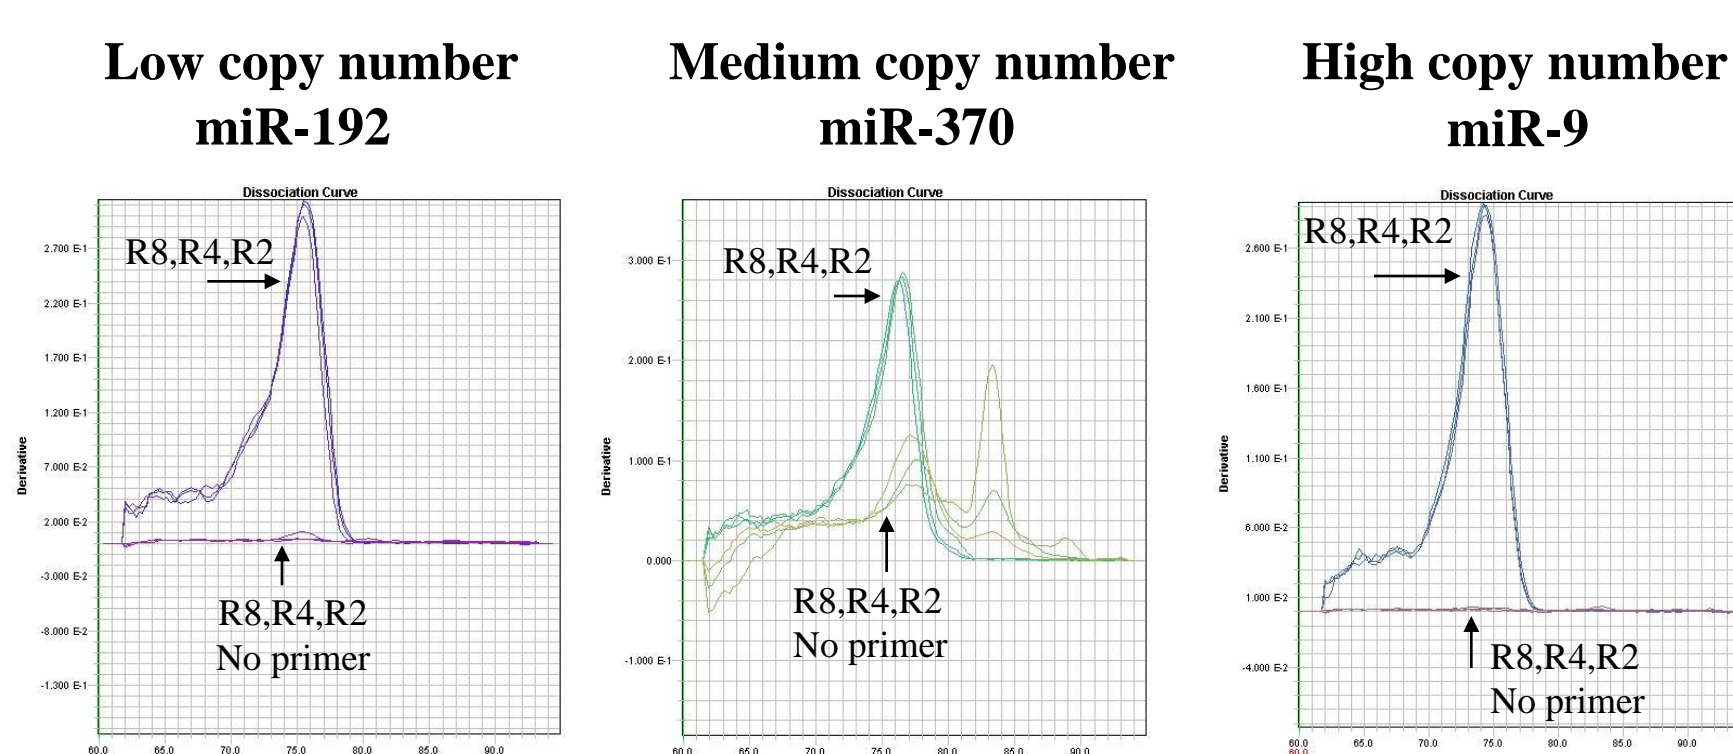 Low copy number
miR-192
Medium copy number
miR-370
High copy number
miR-9
Dissociation Curve
R8,R4,R2
2.700 E-1
2.200 E-1
1.700 E-1
1.200 E-1
7.000 E-2
2.000 E-2
-3.000 E-2
-8.000 E-2
-1.300 E-1
Derivative
R8,R4,R2
No primer
60.0 65.0 70.0 75.0 80.0 85.0 90.0
Dissociation Curve
R8,R4,R2
3.000 E-1
2.000 E-1
1.000 E-1
0.000
-1.000 E-1
Derivative
R8,R4,R2
No primer
60.0 65.0 70.0 75.0 80.0 85.0 90.0
Dissociation Curve
R8,R4,R2
2.600 E-1
2.100 E-1
1.600 E-1
1.100 E-1
6.000 E-2
1.000 E-2
-4.000 E-2
Derivative
R8,R4,R2
No primer
60.0 65.0 70.0 75.0 80.0 85.0 90.0
60.0